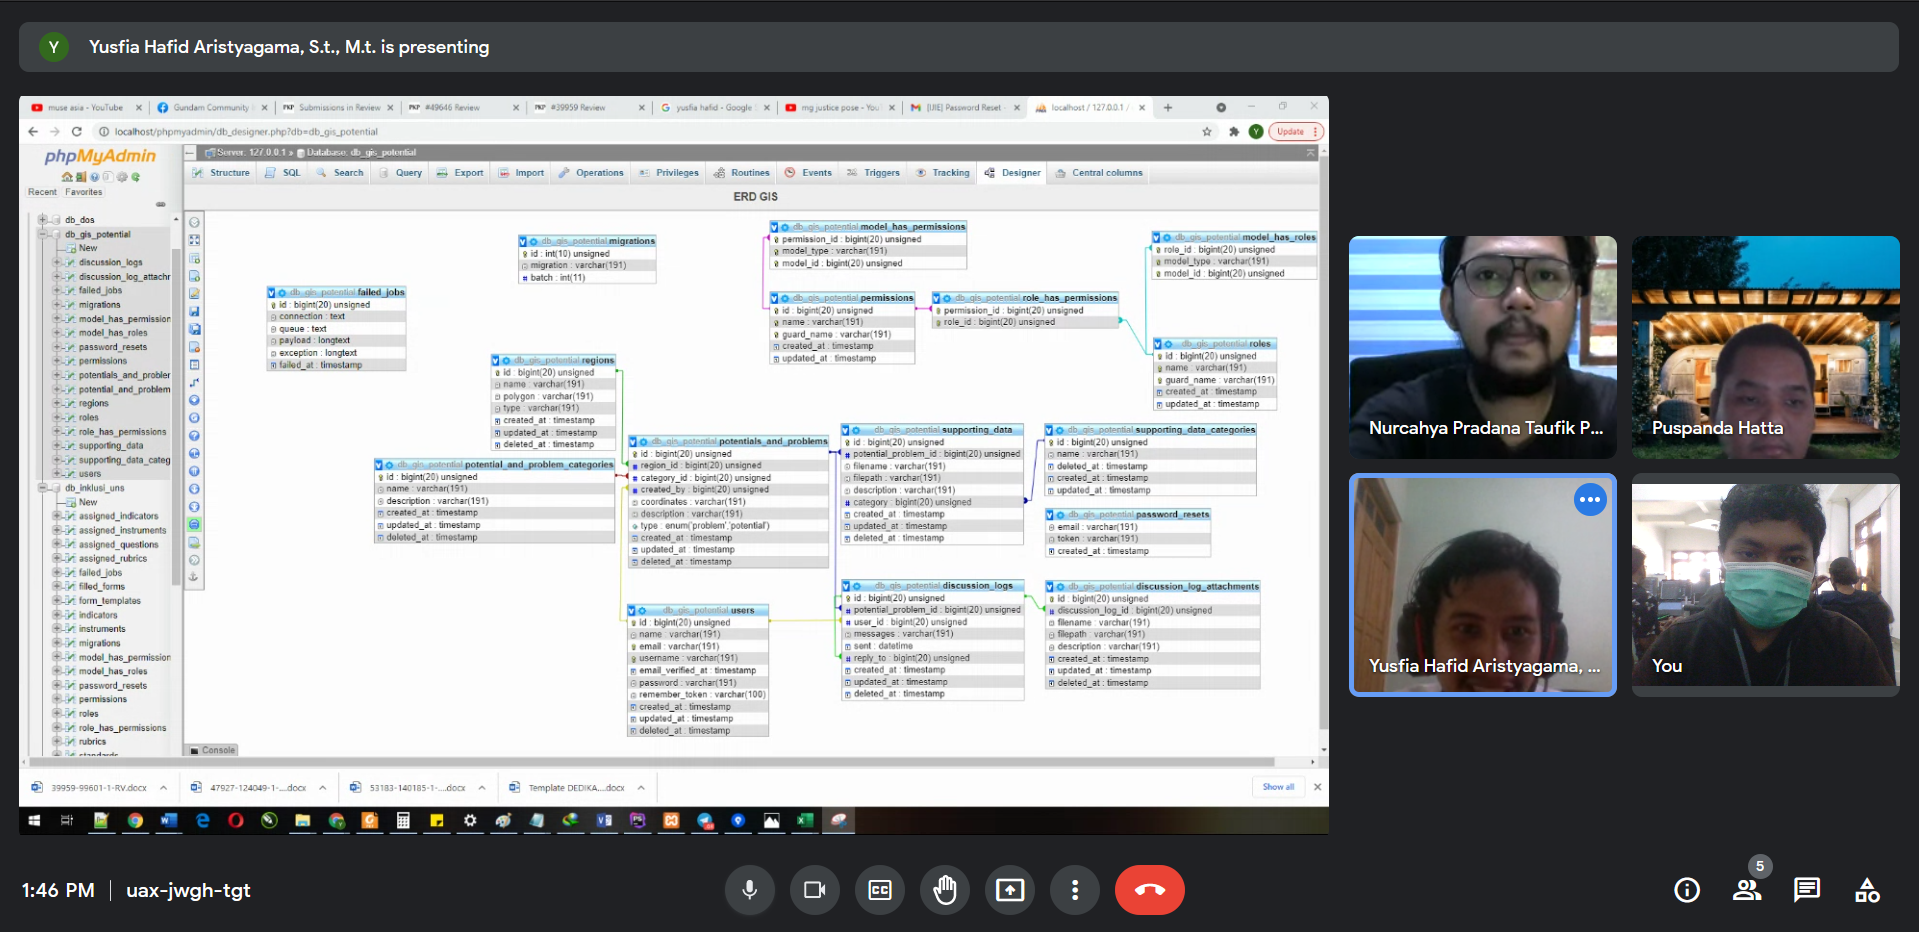 Y
Yusfia Hafid Aristyagama, S.t., M.t. is presenting
muse asia - YouTube
Gundam Community
PKP Submissions in Review
PKP #49646 Review
PKP #39959 Review
yusfia hafid - Google
mg justice pose - You
[IJIE] Password Reset
localhost / 127.0.0.1 /
localhost/phpmyadmin/db_designer.php?db=db_gis_potential
Y
Update
phpMyAdmin
Recent Favorites
db_dos
db_gis_potential
New
discussion_logs
discussion_log_attachr
failed_jobs
migrations
model_has_permission
model_has_roles
password_resets
permissions
potentials_and_probler
potential_and_problem
regions
roles
role_has_permissions
supporting_data
supporting_data_categ
users
db_inklusi_uns
New
assigned_indicators
assigned_instruments
assigned_questions
assigned_rubrics
failed_jobs
filled_forms
form_templates
indicators
instruments
migrations
model_has_permission
model_has_roles
password_resets
permissions
roles
role_has_permissions
rubrics
standards
Server: 127.0.0.1 » Database: db_gis_potential
Structure SQL Search Query Export Import Operations Privileges Routines Events Triggers Tracking Designer Central columns
ERD GIS
db_gis_potential migrations
id : int(10) unsigned
migration : varchar(191)
batch : int(11)
db_gis_potential model_has_permissions
permission_id : bigint(20) unsigned
model_type : varchar(191)
model_id : bigint(20) unsigned
db_gis_potential model_has_roles
role_id : bigint(20) unsigned
model_type : varchar(191)
model_id : bigint(20) unsigned
db_gis_potential failed_jobs
id : bigint(20) unsigned
connection : text
queue : text
payload : longtext
exception : longtext
failed_at : timestamp
db_gis_potential permissions
id : bigint(20) unsigned
name : varchar(191)
guard_name : varchar(191)
created_at : timestamp
updated_at : timestamp
db_gis_potential role_has_permissions
permission_id : bigint(20) unsigned
role_id : bigint(20) unsigned
db_gis_potential roles
id : bigint(20) unsigned
name : varchar(191)
guard_name : varchar(191)
created_at : timestamp
updated_at : timestamp
db_gis_potential regions
id : bigint(20) unsigned
name : varchar(191)
polygon : varchar(191)
type : varchar(191)
created_at : timestamp
updated_at : timestamp
deleted_at : timestamp
db_gis_potential potential_and_problem_categories
id : bigint(20) unsigned
name : varchar(191)
description : varchar(191)
created_at : timestamp
updated_at : timestamp
deleted_at : timestamp
db_gis_potential potentials_and_problems
id : bigint(20) unsigned
region_id : bigint(20) unsigned
category_id : bigint(20) unsigned
created_by : bigint(20) unsigned
coordinates : varchar(191)
description : varchar(191)
type : enum('problem','potential')
created_at : timestamp
updated_at : timestamp
deleted_at : timestamp
db_gis_potential supporting_data
id : bigint(20) unsigned
potential_problem_id : bigint(20) unsigned
filename : varchar(191)
filepath : varchar(191)
description : varchar(191)
category : bigint(20) unsigned
created_at : timestamp
updated_at : timestamp
deleted_at : timestamp
db_gis_potential supporting_data_categories
id : bigint(20) unsigned
name : varchar(191)
deleted_at : timestamp
created_at : timestamp
updated_at : timestamp
db_gis_potential password_resets
email : varchar(191)
token : varchar(191)
created_at : timestamp
db_gis_potential users
id : bigint(20) unsigned
name : varchar(191)
email : varchar(191)
username : varchar(191)
email_verified_at : timestamp
password : varchar(191)
remember_token : varchar(100)
created_at : timestamp
updated_at : timestamp
deleted_at : timestamp
db_gis_potential discussion_logs
id : bigint(20) unsigned
potential_problem_id : bigint(20) unsigned
user_id : bigint(20) unsigned
messages : varchar(191)
sent : datetime
reply_to : bigint(20) unsigned
created_at : timestamp
updated_at : timestamp
deleted_at : timestamp
db_gis_potential discussion_log_attachments
id : bigint(20) unsigned
discussion_log_id : bigint(20) unsigned
filename : varchar(191)
filepath : varchar(191)
description : varchar(191)
created_at : timestamp
updated_at : timestamp
deleted_at : timestamp
Console
39959-99601-1-RV.docx
47927-124049-1-....docx
53183-140185-1-....docx
Template DEDIKA....docx
Show all
Nurcahya Pradana Taufik P...
Puspanda Hatta
Yusfia Hafid Aristyagama, ...
You
1:46 PM | uax-jwgh-tgt
CC
5